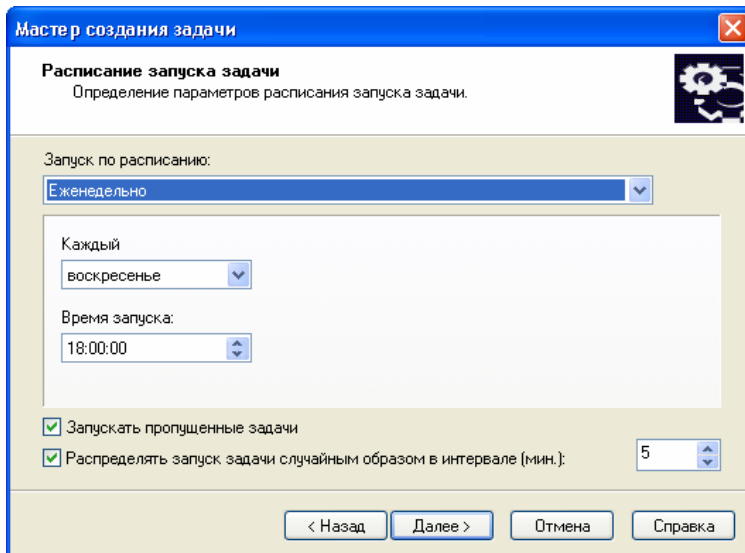 Мастер создания задачи
Расписание запуска задачи
Определение параметров расписания запуска задачи.
Запуск по расписанию:
Еженедельно
Каждый
воскресенье
Время запуска:
18:00:00
Запускать пропущенные задачи
Распределять запуск задачи случайным образом в интервале (мин.): 5
< Назад Далее > Отмена Справка